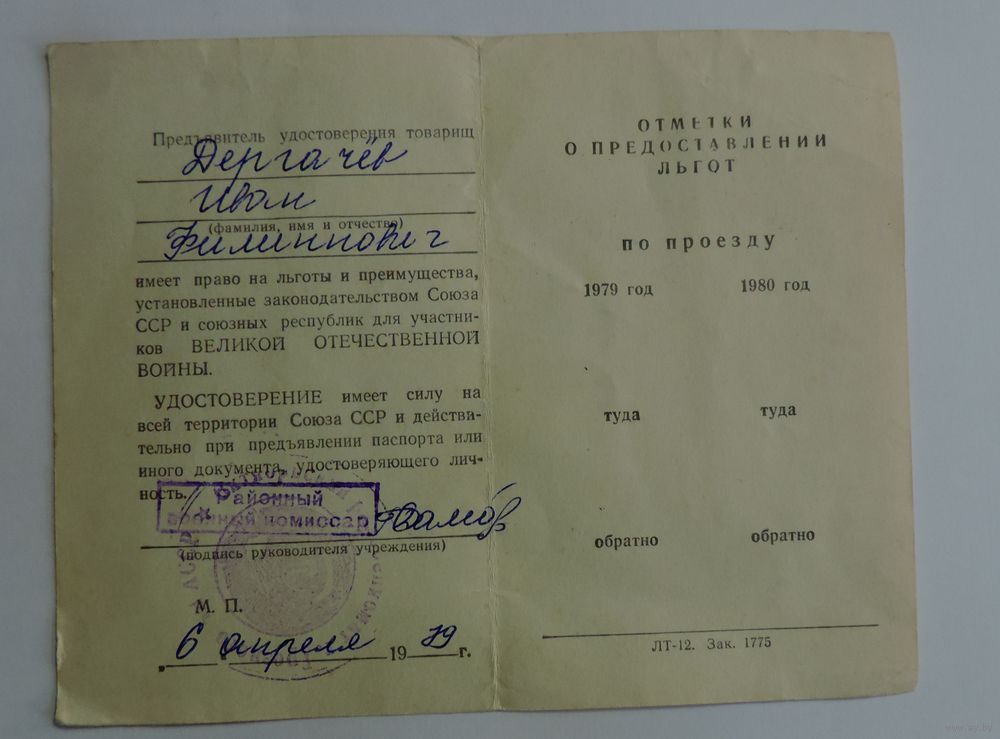 Предъявитель удостоверения товарищ
Дергачёв
Иван
(фамилия, имя и отчество)
Филиппович
имеет право на льготы и преимущества,
установленные законодательством Союза
ССР и союзных республик для участни-
ков ВЕЛИКОЙ ОТЕЧЕСТВЕННОЙ
ВОЙНЫ.
УДОСТОВЕРЕНИЕ имеет силу на
всей территории Союза ССР и действи-
тельно при предъявлении паспорта или
иного документа, удостоверяющего лич-
ность.
Районный
военный комиссар
(подпись руководителя учреждения)
М. П.
„ 6 апреля 1979 г.
ОТМЕТКИ
О ПРЕДОСТАВЛЕНИИ
ЛЬГОТ
по проезду
1979 год 1980 год
туда туда
обратно обратно
ЛТ-12. Зак. 1775